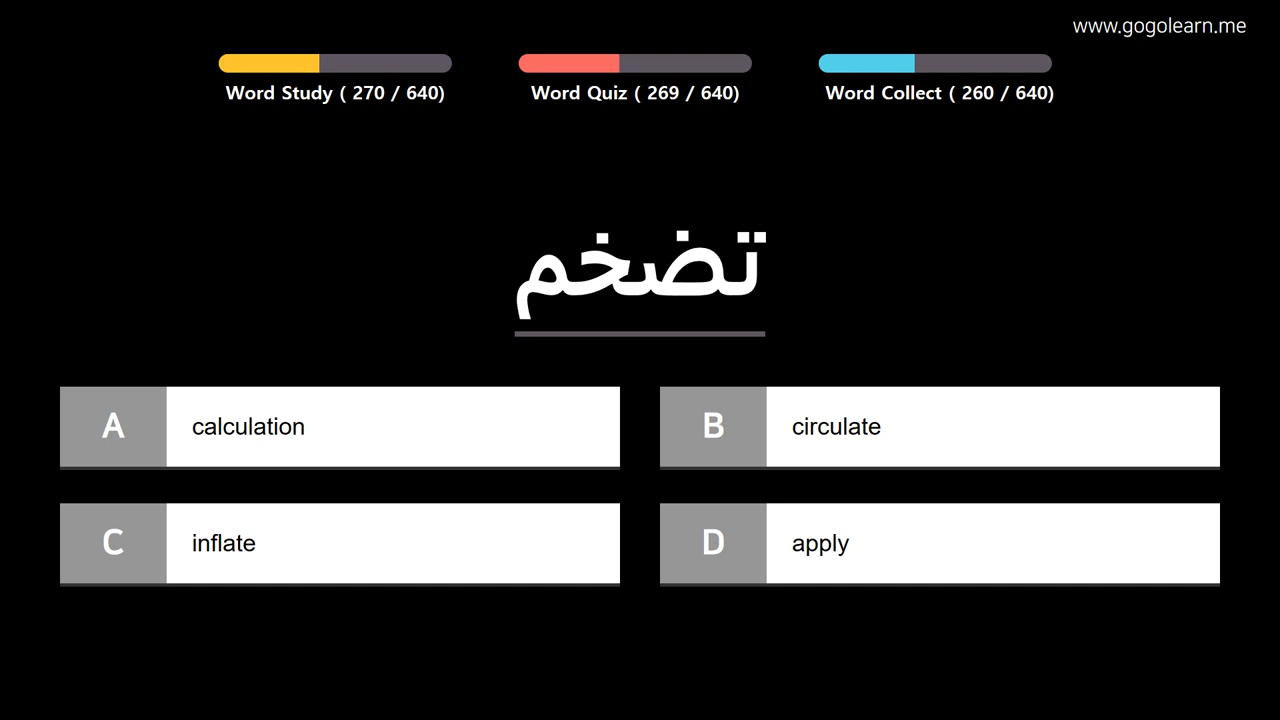 www.gogolearn.me
Word Study ( 270 / 640)
Word Quiz ( 269 / 640)
Word Collect ( 260 / 640)
تضخم
A calculation
B circulate
C inflate
D apply